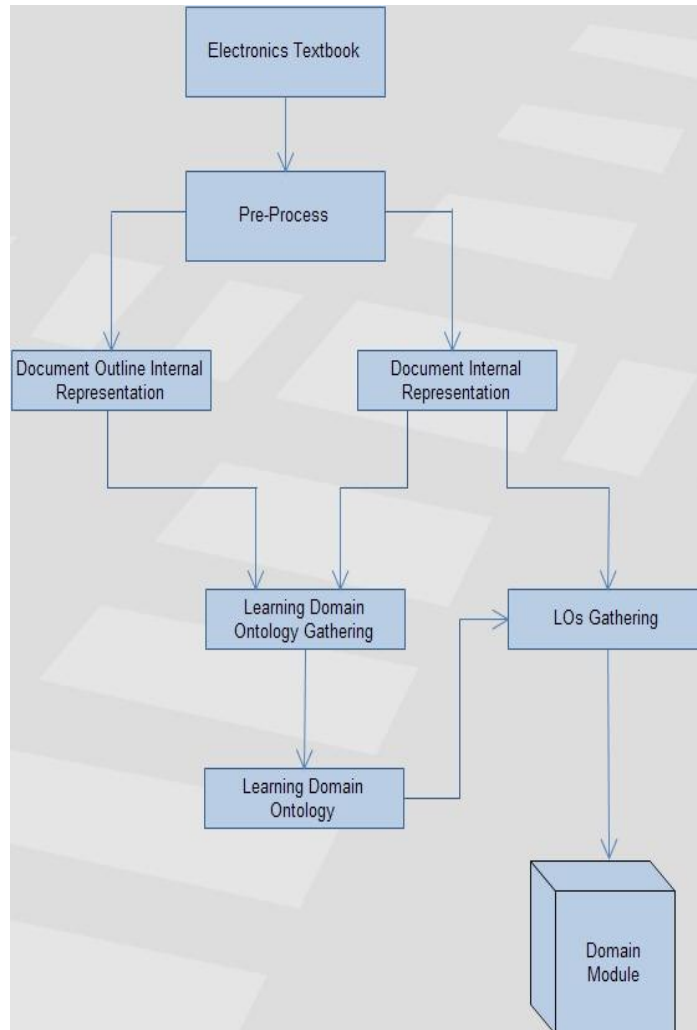 Electronics Textbook
Pre-Process
Document Outline Internal
Representation
Document Internal
Representation
Learning Domain
Ontology Gathering
LOs Gathering
Learning Domain
Ontology
Domain
Module